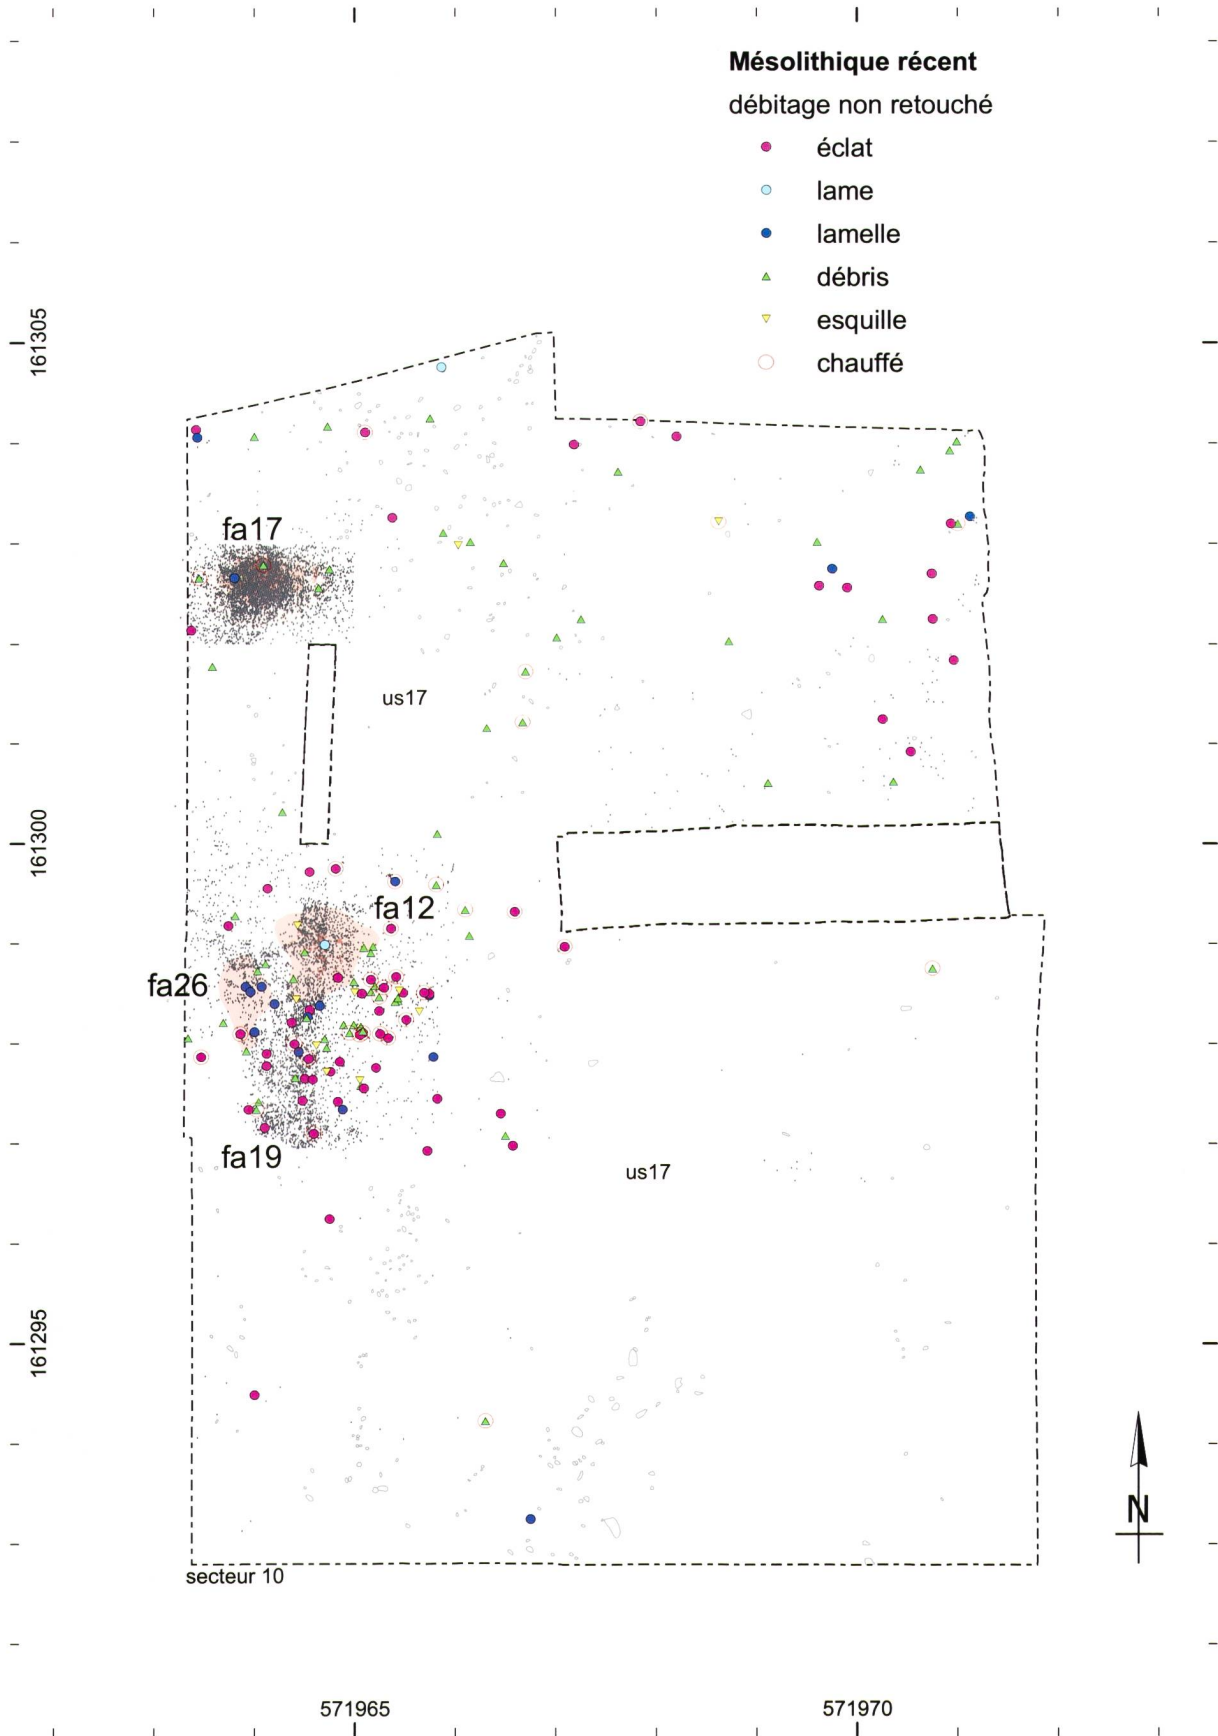 Mésolithique récent
débitage non retouché
éclat
lame
lamelle
débris
esquille
chauffé
161305
fa17
us17
161300
fa12
fa26
fa19
us17
161295
N
secteur 10
571965
571970